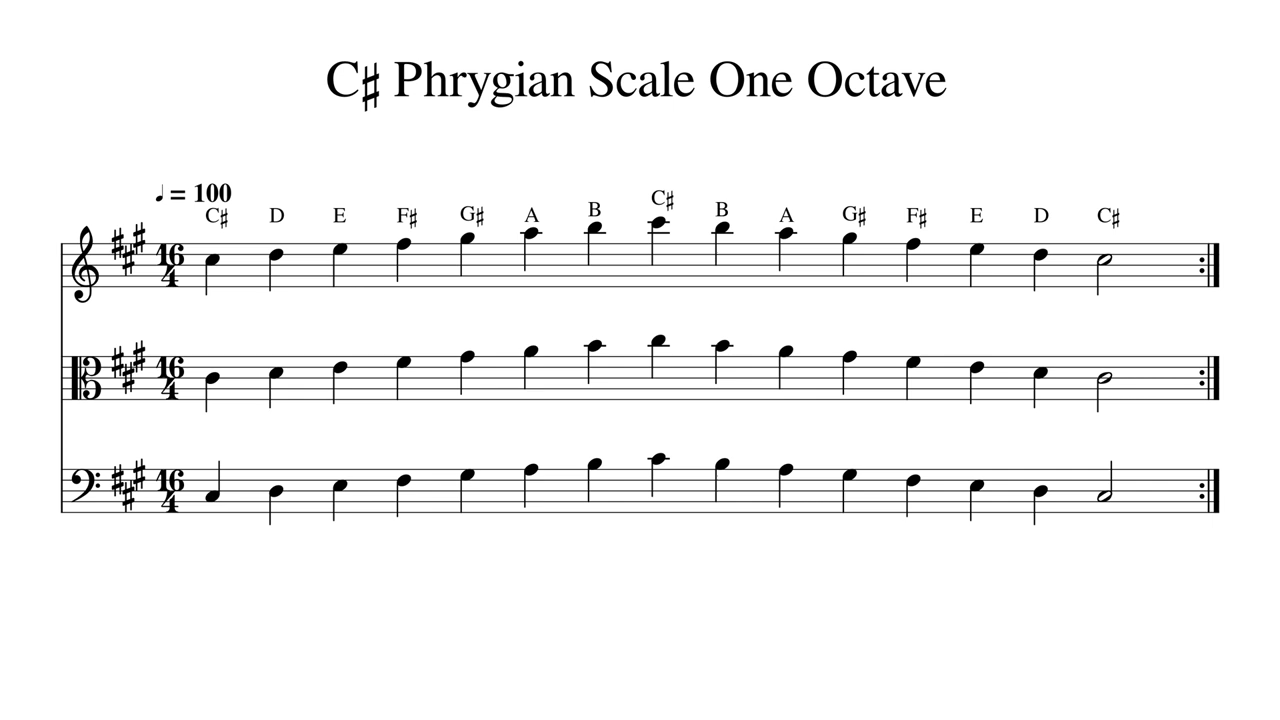 C♯ Phrygian Scale One Octave
♩ = 100
C♯ D E F♯ G♯ A B C♯ B A G♯ F♯ E D C♯
16
4
16
4
16
4